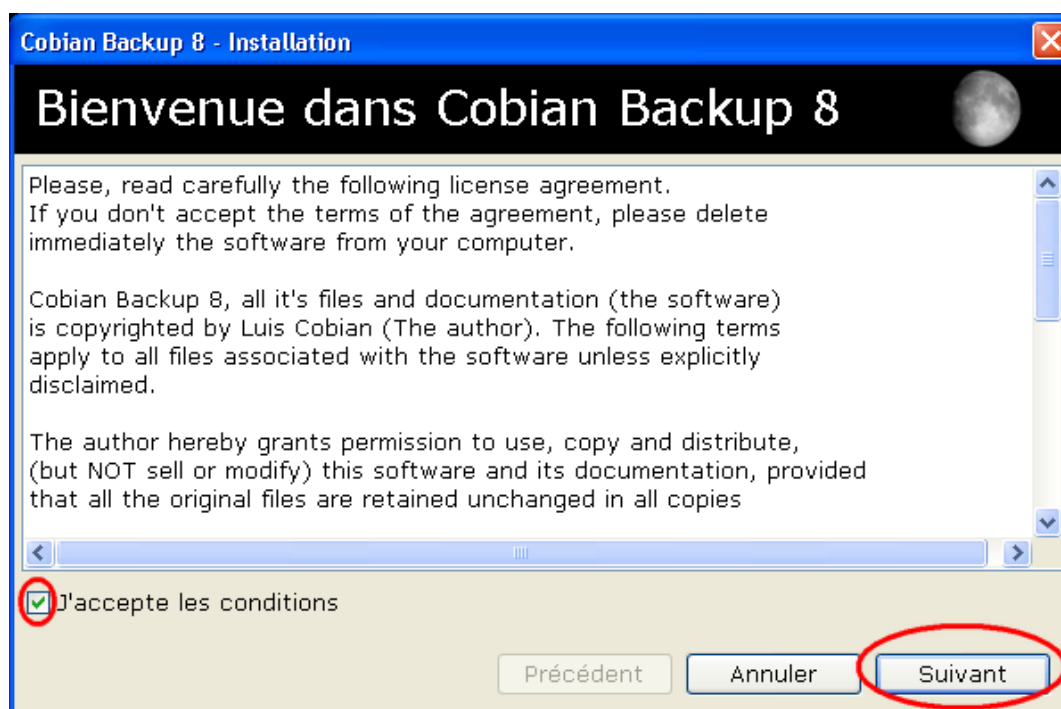 Cobian Backup 8 - Installation
Bienvenue dans Cobian Backup 8
Please, read carefully the following license agreement.
If you don't accept the terms of the agreement, please delete
immediately the software from your computer.
Cobian Backup 8, all it's files and documentation (the software)
is copyrighted by Luis Cobian (The author). The following terms
apply to all files associated with the software unless explicitly
disclaimed.
The author hereby grants permission to use, copy and distribute,
(but NOT sell or modify) this software and its documentation, provided
that all the original files are retained unchanged in all copies
J'accepte les conditions
Précédent
Annuler
Suivant